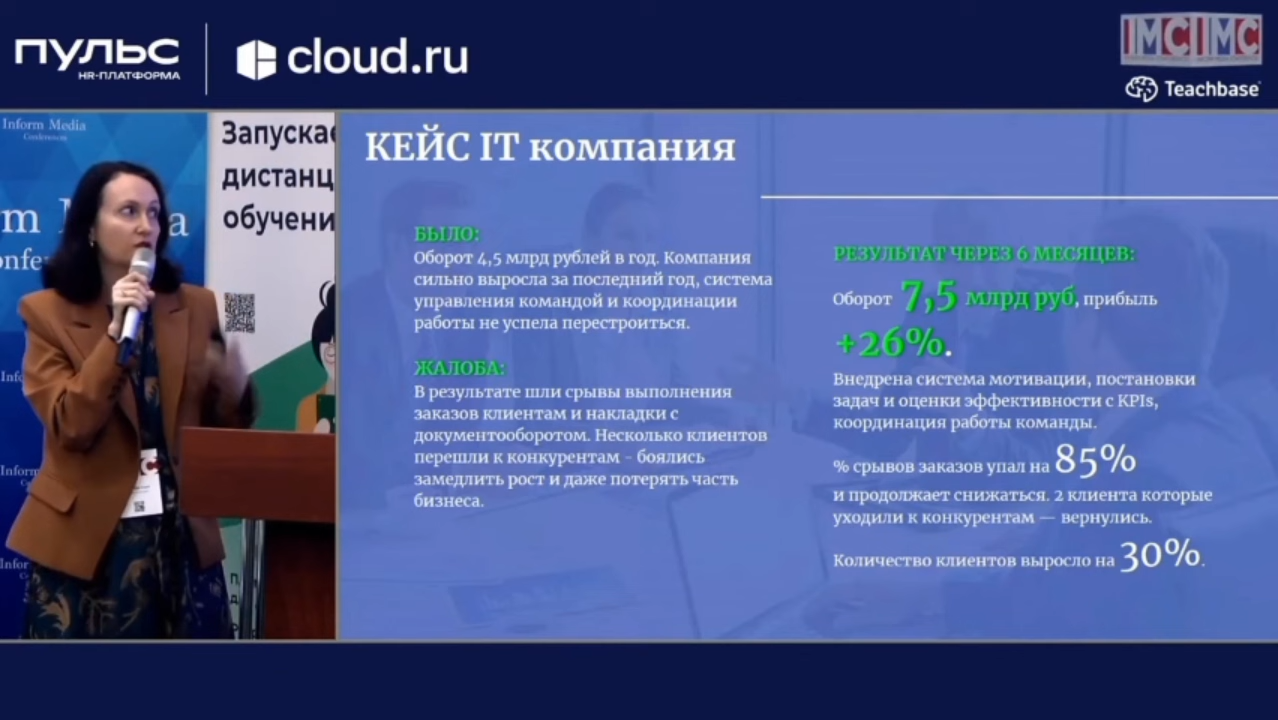 ПУЛЬС
HR-ПЛАТФОРМА
cloud.ru
IMC IMC
Teachbase
Inform Media
Запускае
дистанц
обучени
КЕЙС IT компания
БЫЛО:
Оборот 4,5 млрд рублей в год. Компания
сильно выросла за последний год, система
управления командой и координации
работы не успела перестроиться.
ЖАЛОБА:
В результате шли срывы выполнения
заказов клиентам и накладки с
документооборотом. Несколько клиентов
перешли к конкурентам - боялись
замедлить рост и даже потерять часть
бизнеса.
РЕЗУЛЬТАТ ЧЕРЕЗ 6 МЕСЯЦЕВ:
Оборот 7,5 млрд руб, прибыль
+26%.
Внедрена система мотивации, постановки
задач и оценки эффективности с KPIs,
координация работы команды.
% срывов заказов упал на 85%
и продолжает снижаться. 2 клиента которые
уходили к конкурентам — вернулись.
Количество клиентов выросло на 30%.